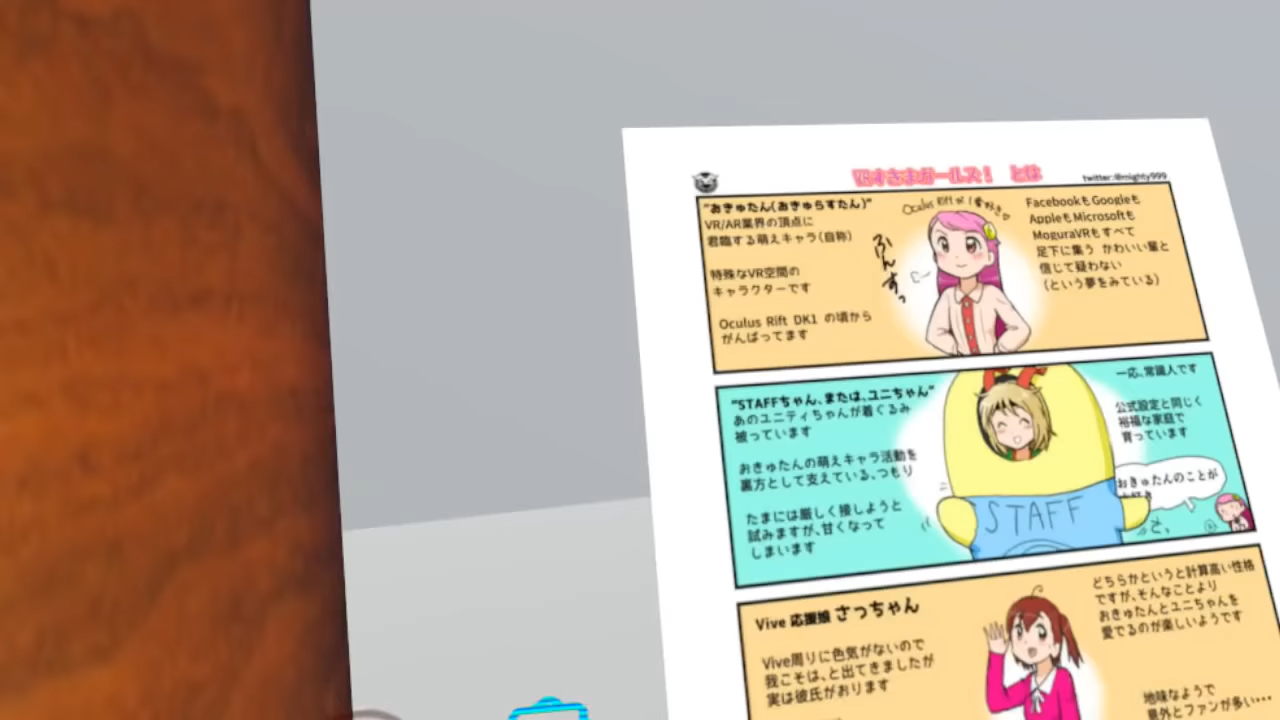 とは
twitter:@mighty999
"おきゅたん(おきゅらすたん)"
VR/AR業界の頂点に
君臨する萌えキャラ(自称)
特殊なVR空間の
キャラクターです
Oculus Rift DK1 の頃から
がんばってます
Oculus Riftが1番好き
ふんすっ
FacebookもGoogleも
AppleもMicrosoftも
MoguraVRもすべて
足下に集う かわいい輩と
信じて疑わない
(という夢をみている)
"STAFFちゃん、または、ユニちゃん"
あのユニティちゃんが着ぐるみ
被っています
おきゅたんの萌えキャラ活動を
裏方として支えている、つもり
たまには厳しく接しようと
試みますが、甘くなって
しまいます
STAFF
一応、常識人です
公式設定と同じく
裕福な家庭で
育っています
おきゅたんのことが
Vive 応援娘 さっちゃん
Vive周りに色気がないので
我こそは、と出てきましたが
実は彼氏がおります
どちらかというと計算高い性格
ですが、そんなことより
おきゅたんとユニちゃんを
愛でるのが楽しいようです
地味なようで
意外とファンが多い・・・